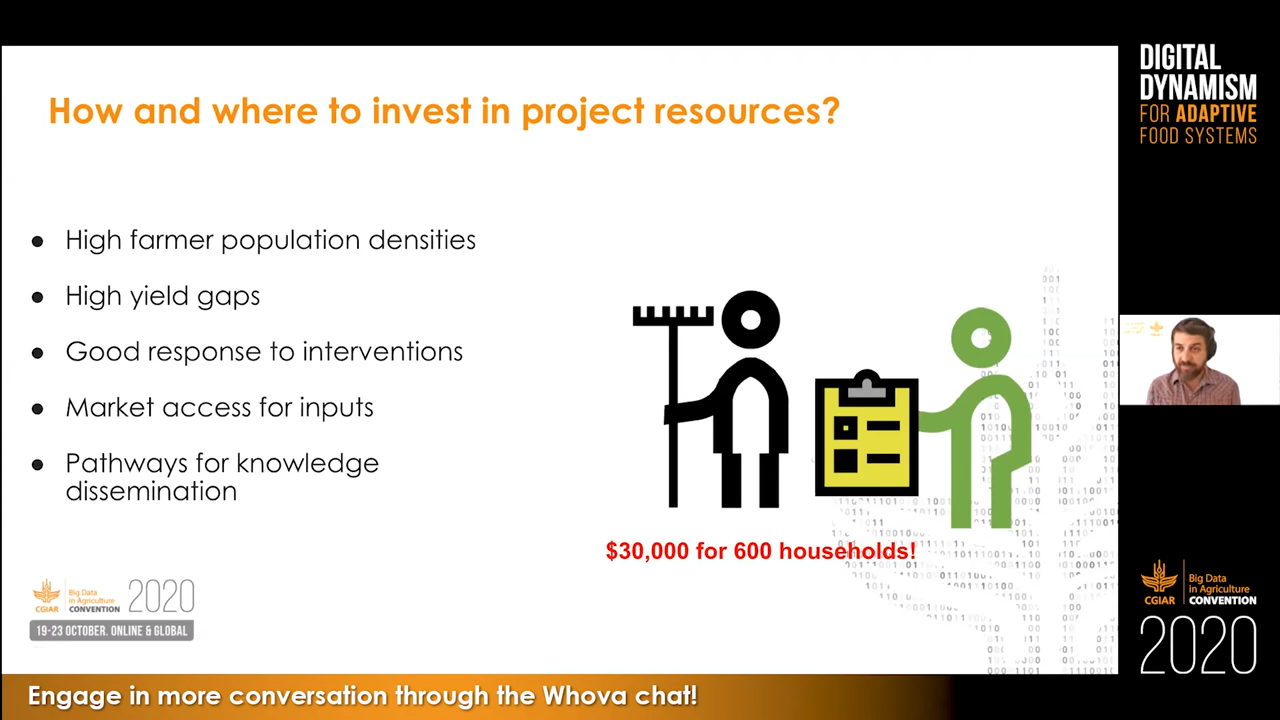 How and where to invest in project resources?
● High farmer population densities
● High yield gaps
● Good response to interventions
● Market access for inputs
● Pathways for knowledge
dissemination
$30,000 for 600 households!
CGIAR
Big Data
in Agriculture
CONVENTION
2020
19-23 OCTOBER. ONLINE & GLOBAL
Engage in more conversation through the Whova chat!
DIGITAL
DYNAMISM
FOR ADAPTIVE
FOOD SYSTEMS
CGIAR
Big Data
in Agriculture
CONVENTION
2020